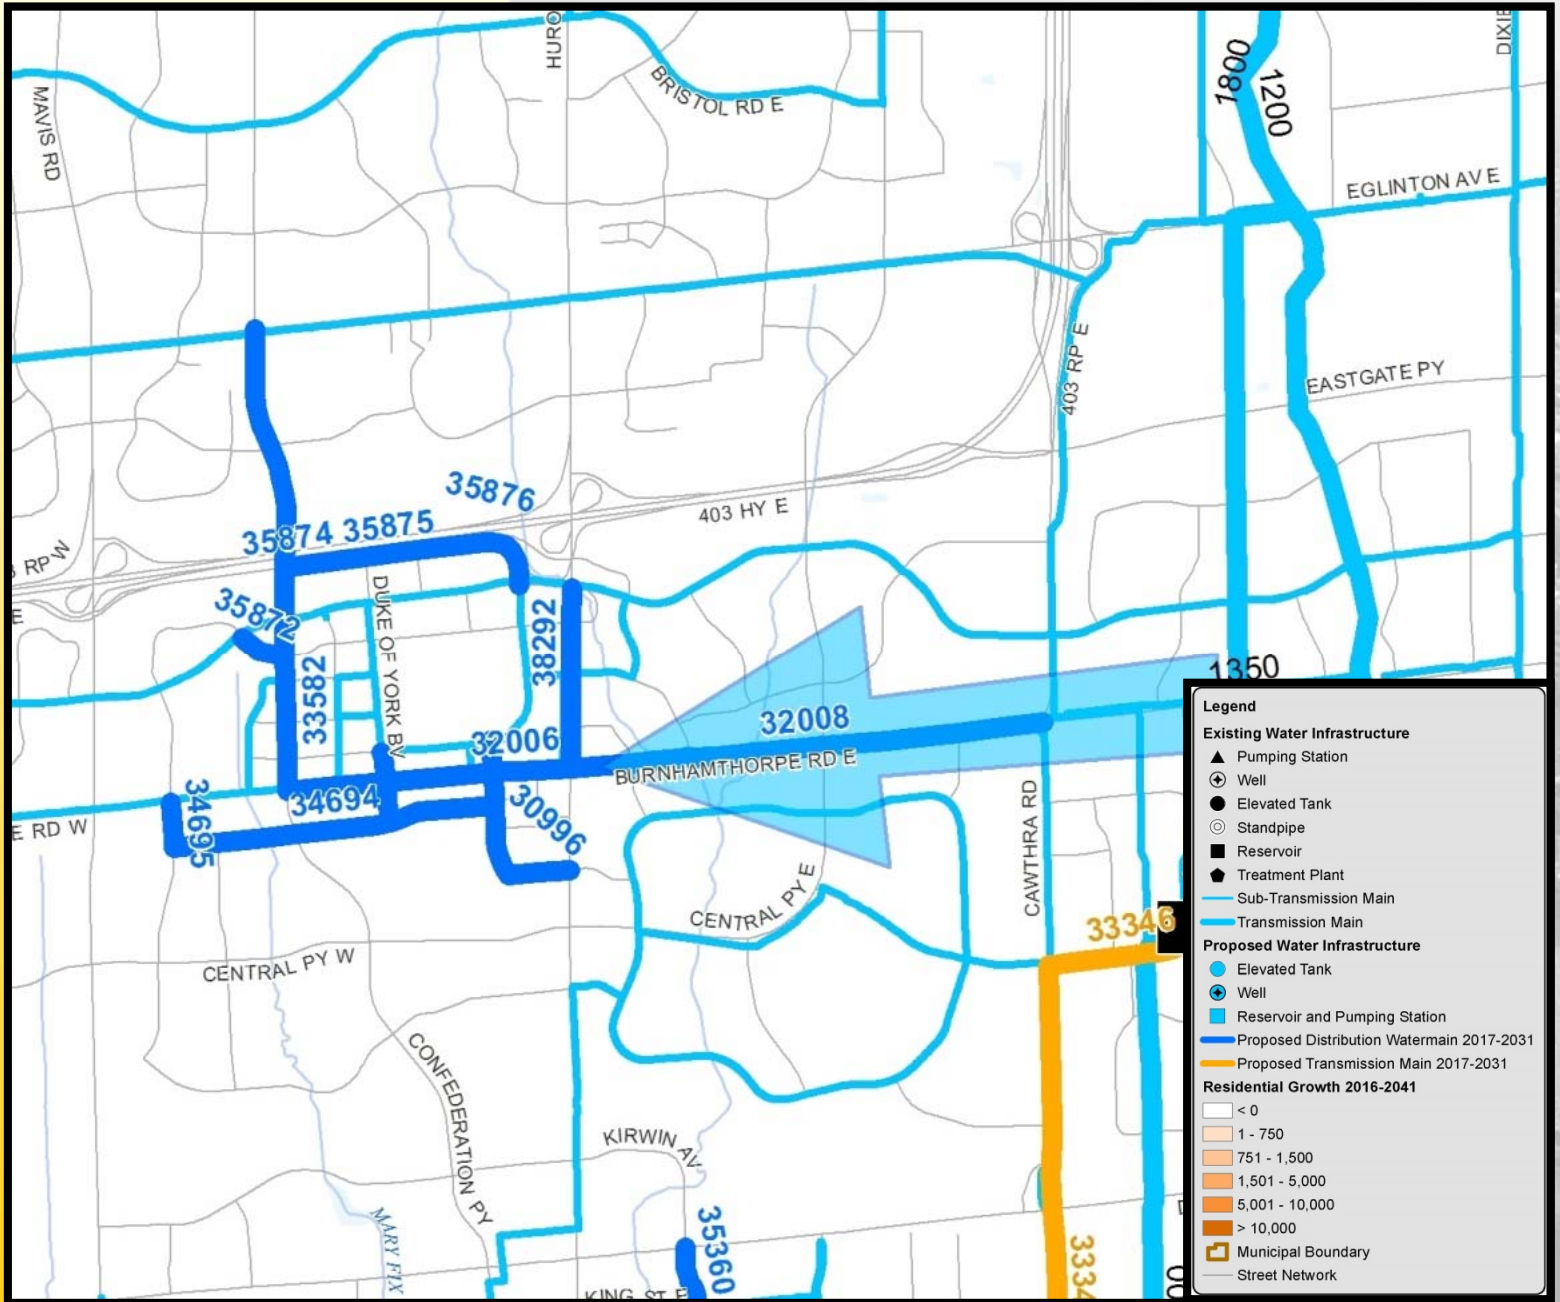 HURO
DIXIE
1800
1200
BRISTOL RD E
MAVIS RD
EGLINTON AV E
403 RP E
EASTGATE PY
35876
403 HY E
35874
35875
RP W
E
35872
DUKE OF YORK BV
38292
33582
1350
32008
32006
BURNHAMTHORPE RD E
34694
34695
30996
E RD W
CAWTHRA RD
CENTRAL PY E
33346
CENTRAL PY W
CONFEDERATION PY
KIRWIN AV
MARY FIX
35360
KING ST E
3334
00
Legend
Existing Water Infrastructure
Pumping Station
Well
Elevated Tank
Standpipe
Reservoir
Treatment Plant
Sub-Transmission Main
Transmission Main
Proposed Water Infrastructure
Elevated Tank
Well
Reservoir and Pumping Station
Proposed Distribution Watermain 2017-2031
Proposed Transmission Main 2017-2031
Residential Growth 2016-2041
< 0
1 - 750
751 - 1,500
1,501 - 5,000
5,001 - 10,000
> 10,000
Municipal Boundary
Street Network